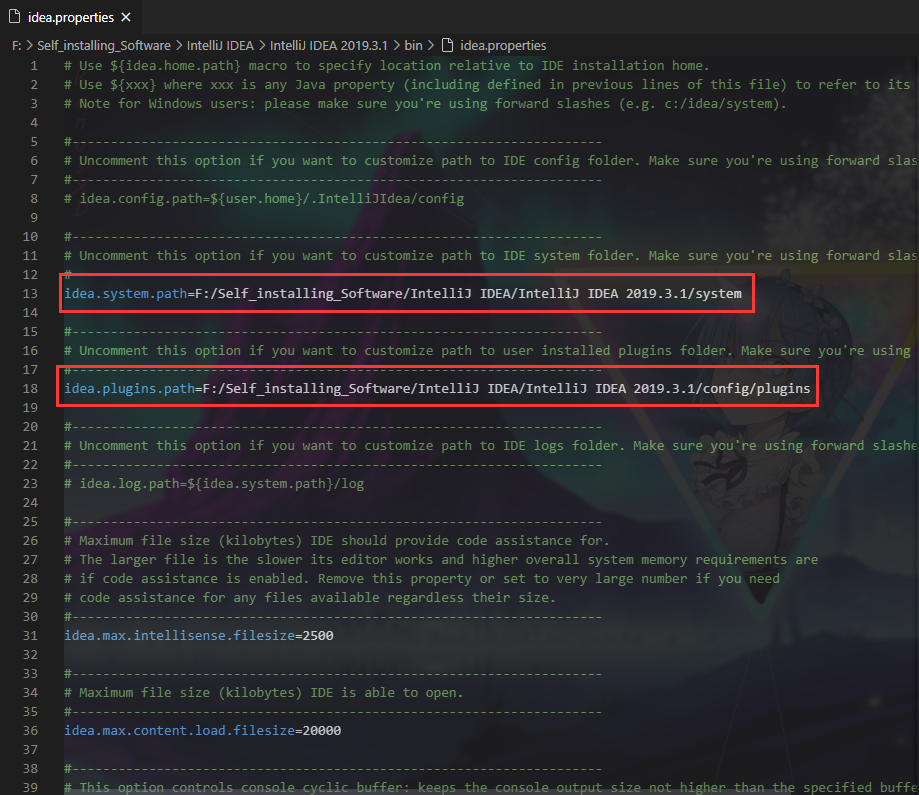 idea.properties ×
F: > Self_installing_Software > IntelliJ IDEA > IntelliJ IDEA 2019.3.1 > bin > idea.properties
1 # Use ${idea.home.path} macro to specify location relative to IDE installation home.
2 # Use ${xxx} where xxx is any Java property (including defined in previous lines of this file) to refer to its
3 # Note for Windows users: please make sure you're using forward slashes (e.g. c:/idea/system).
4
5 #---------------------------------------------------------------------
6 # Uncomment this option if you want to customize path to IDE config folder. Make sure you're using forward slas
7 #---------------------------------------------------------------------
8 # idea.config.path=${user.home}/.IntelliJIdea/config
9
10 #---------------------------------------------------------------------
11 # Uncomment this option if you want to customize path to IDE system folder. Make sure you're using forward slas
12 #
13 idea.system.path=F:/Self_installing_Software/IntelliJ IDEA/IntelliJ IDEA 2019.3.1/system
14
15 #---------------------------------------------------------------------
16 # Uncomment this option if you want to customize path to user installed plugins folder. Make sure you're using
17 #---------------------------------------------------------------------
18 idea.plugins.path=F:/Self_installing_Software/IntelliJ IDEA/IntelliJ IDEA 2019.3.1/config/plugins
19
20 #---------------------------------------------------------------------
21 # Uncomment this option if you want to customize path to IDE logs folder. Make sure you're using forward slashe
22 #---------------------------------------------------------------------
23 # idea.log.path=${idea.system.path}/log
24
25 #---------------------------------------------------------------------
26 # Maximum file size (kilobytes) IDE should provide code assistance for.
27 # The larger file is the slower its editor works and higher overall system memory requirements are
28 # if code assistance is enabled. Remove this property or set to very large number if you need
29 # code assistance for any files available regardless their size.
30 #---------------------------------------------------------------------
31 idea.max.intellisense.filesize=2500
32
33 #---------------------------------------------------------------------
34 # Maximum file size (kilobytes) IDE is able to open.
35 #---------------------------------------------------------------------
36 idea.max.content.load.filesize=20000
37
38 #---------------------------------------------------------------------
39 # This option controls console cyclic buffer: keeps the console output size not higher than the specified buffe